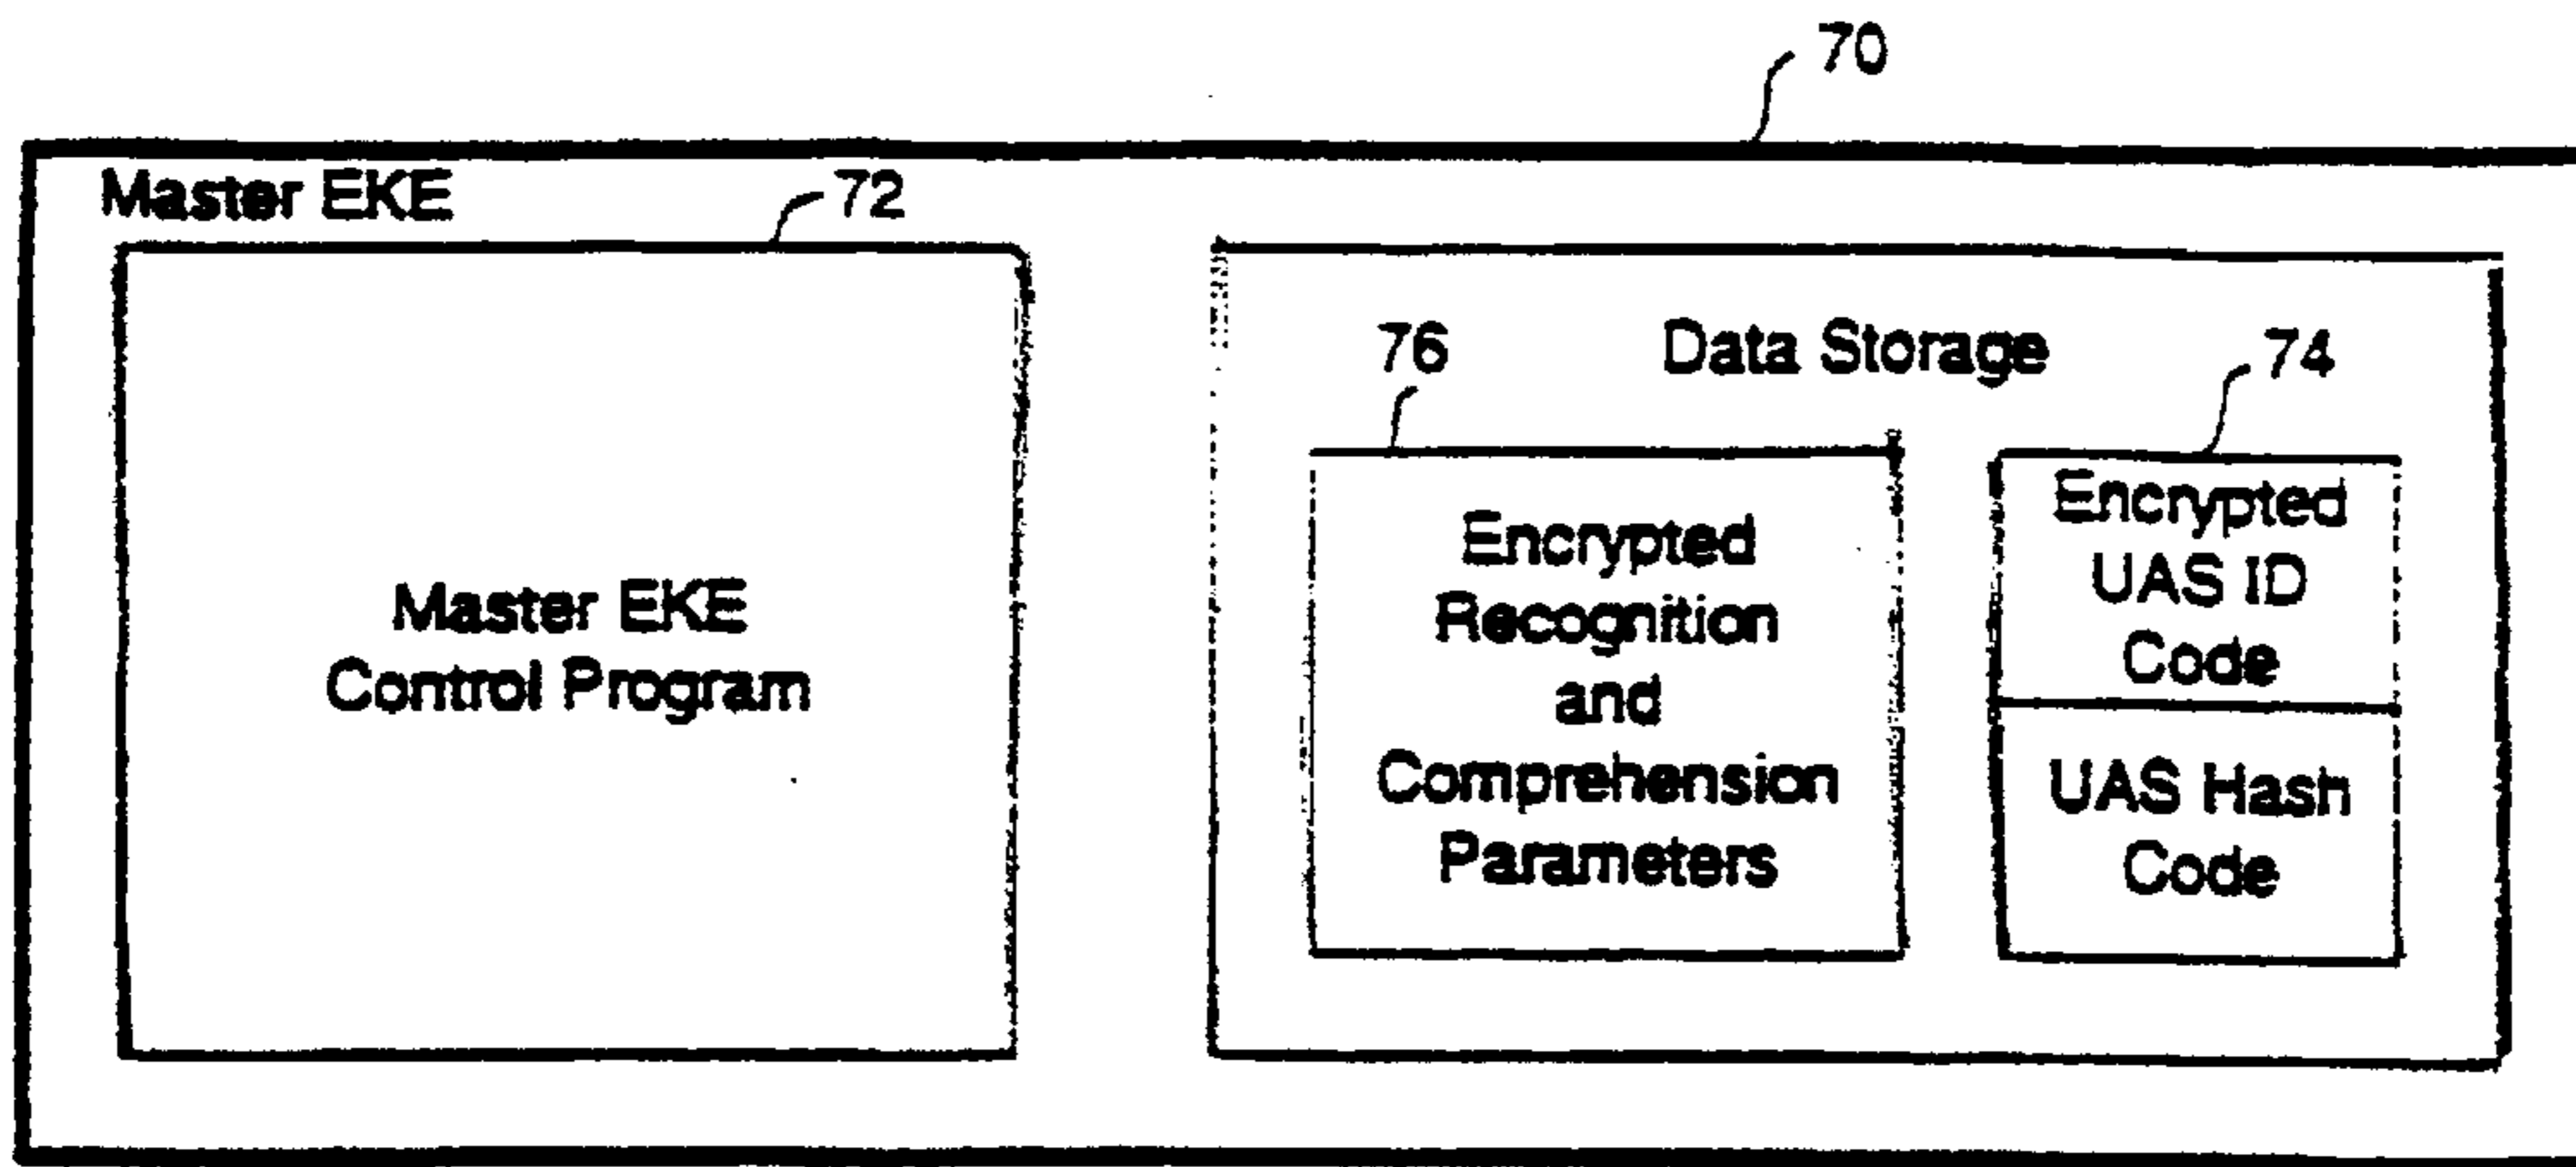 70
Master EKE
72
Master EKE
Control Program
Data Storage
76
74
Encrypted
Recognition
and
Comprehension
Parameters
Encrypted
UAS ID
Code
UAS Hash
Code